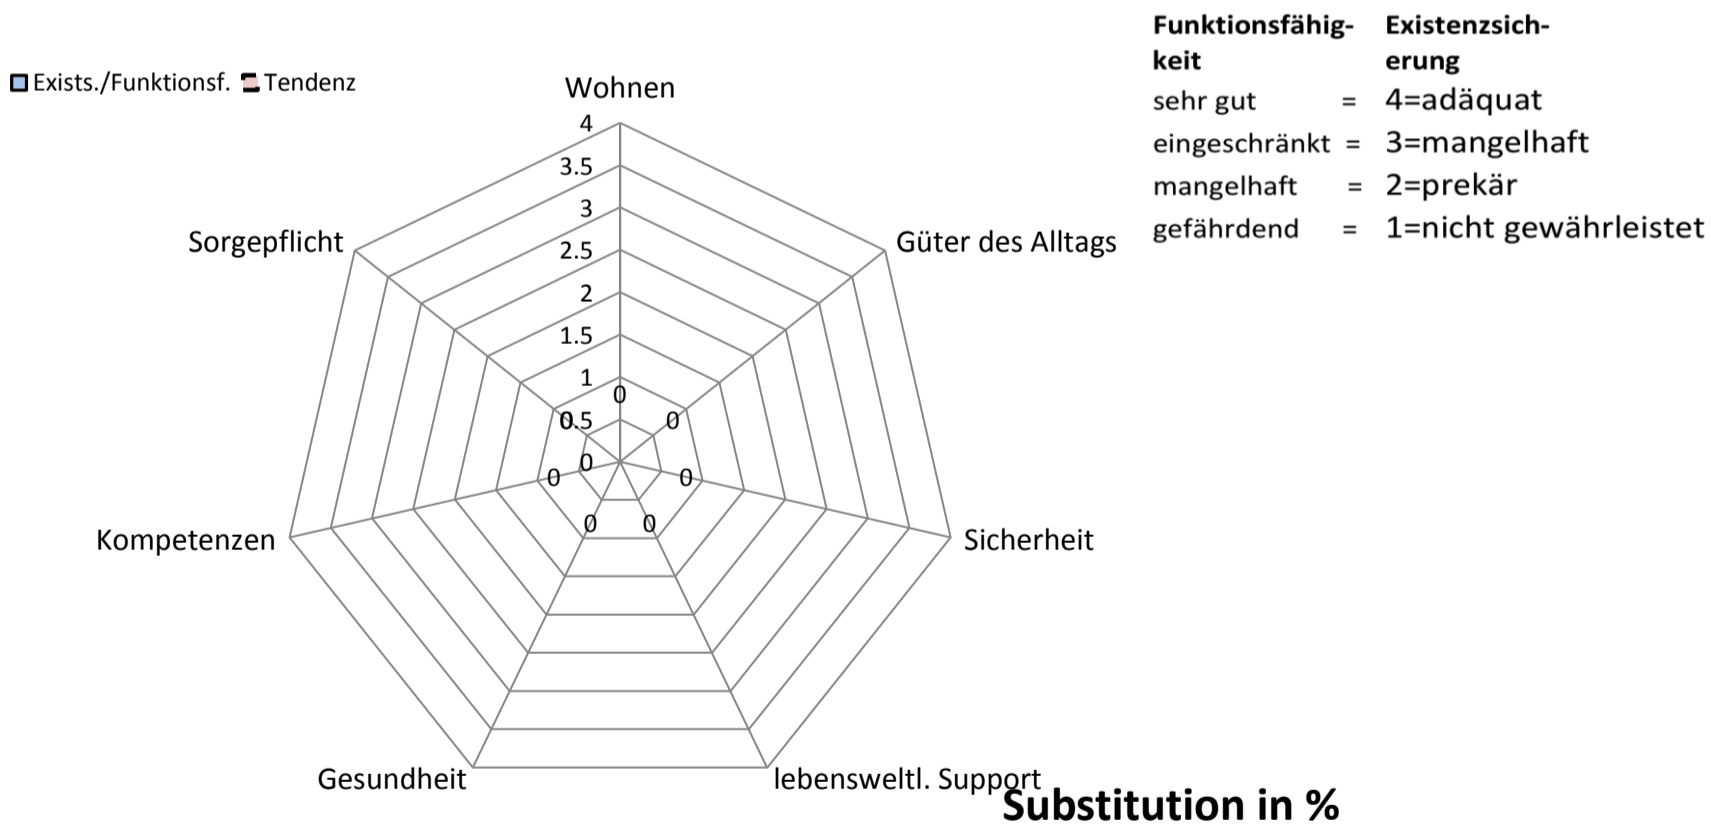 Funktionsfähig- Existenzsich-
keit erung
sehr gut = 4=adäquat
eingeschränkt = 3=mangelhaft
mangelhaft = 2=prekär
gefährdend = 1=nicht gewährleistet
Exists./Funktionsf. Tendenz
Wohnen
4
3.5
Sorgepflicht
3
Güter des Alltags
2.5
2
1.5
1
0
0.5 0 0
0
0 0
0 0
Kompetenzen Sicherheit
Gesundheit lebensweltl. Support
Substitution in %